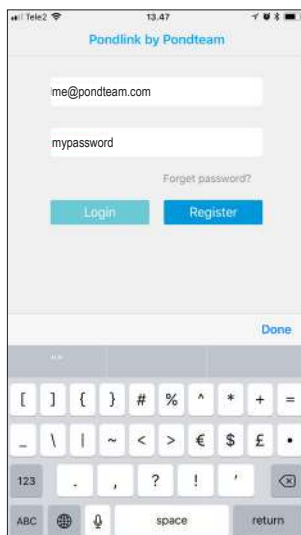 Tele2 13.47
Pondlink by Pondteam
me@pondteam.com
mypassword
Forget password?
Login Register
Done
""
[ ] { } # % ^ * + =
_ \ | ~ < > € $ £ •
123 . , ? ! '
ABC space return